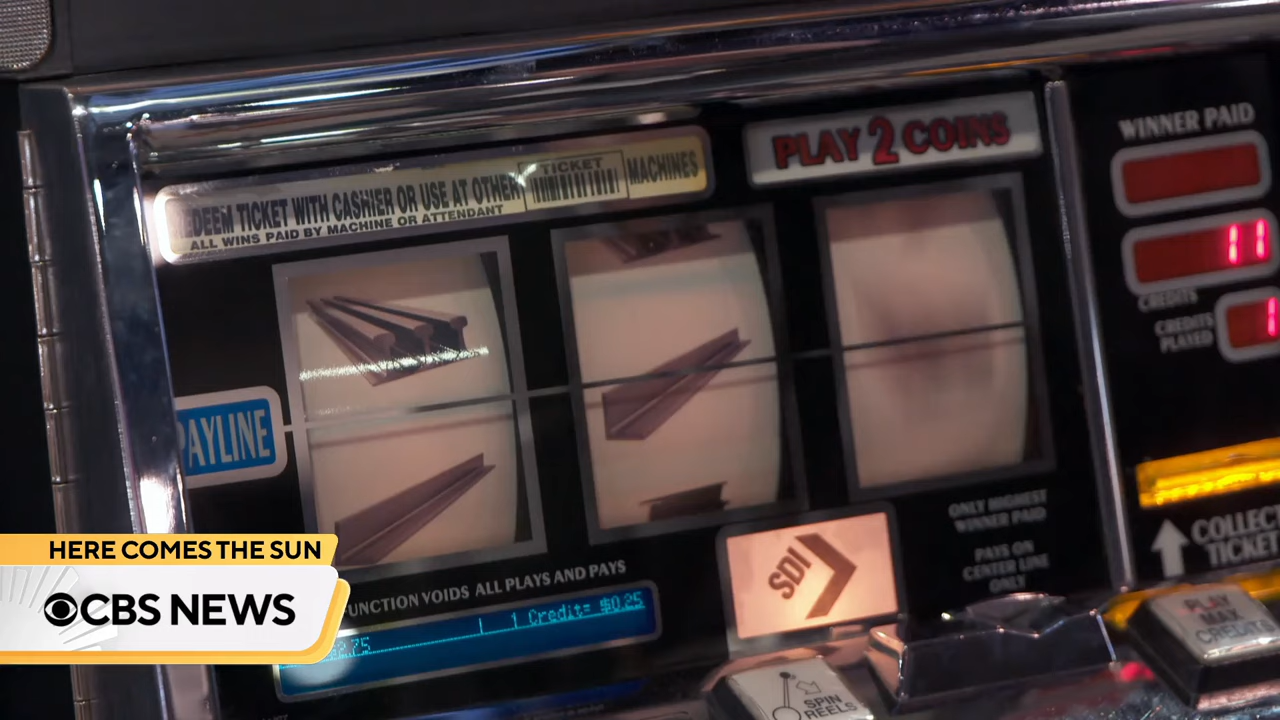 PLAY 2 COINS
WINNER PAID
EDEEM TICKET WITH CASHIER OR USE AT OTHER
TICKET
MACHINES
ALL WINS PAID BY MACHINE OR ATTENDANT
11
CREDITS
CREDITS
PLAYED
1
PAYLINE
ONLY HIGHEST
WINNER PAID
PAYS ON
CENTER LINE
ONLY
COLLECT
TICKET
SDI
FUNCTION VOIDS ALL PLAYS AND PAYS
1 Credit= $0.25
2.75
PLAY
MAX
CREDITS
SPIN
REELS
HERE COMES THE SUN
CBS NEWS